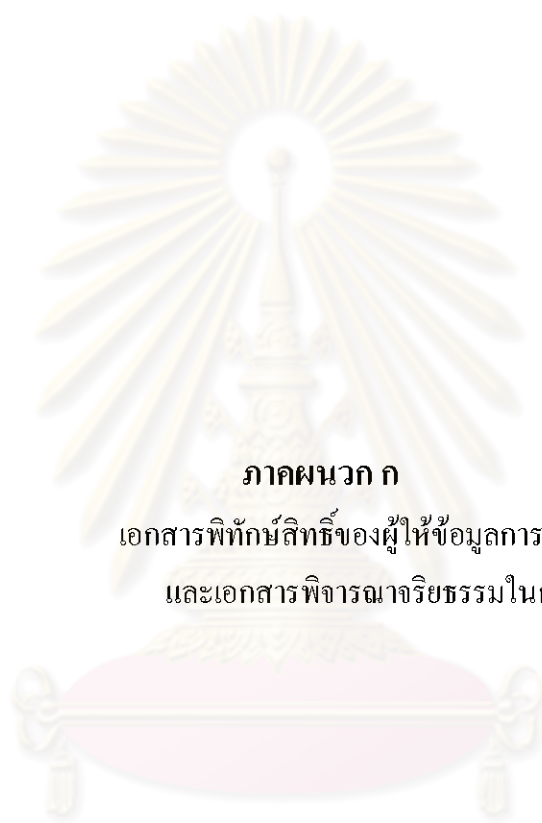 ภาคผนวก ก
เอกสารพิทักษ์สิทธิ์ของผู้ให้ข้อมูลการ
และเอกสารพิจารณาจริยธรรมใน